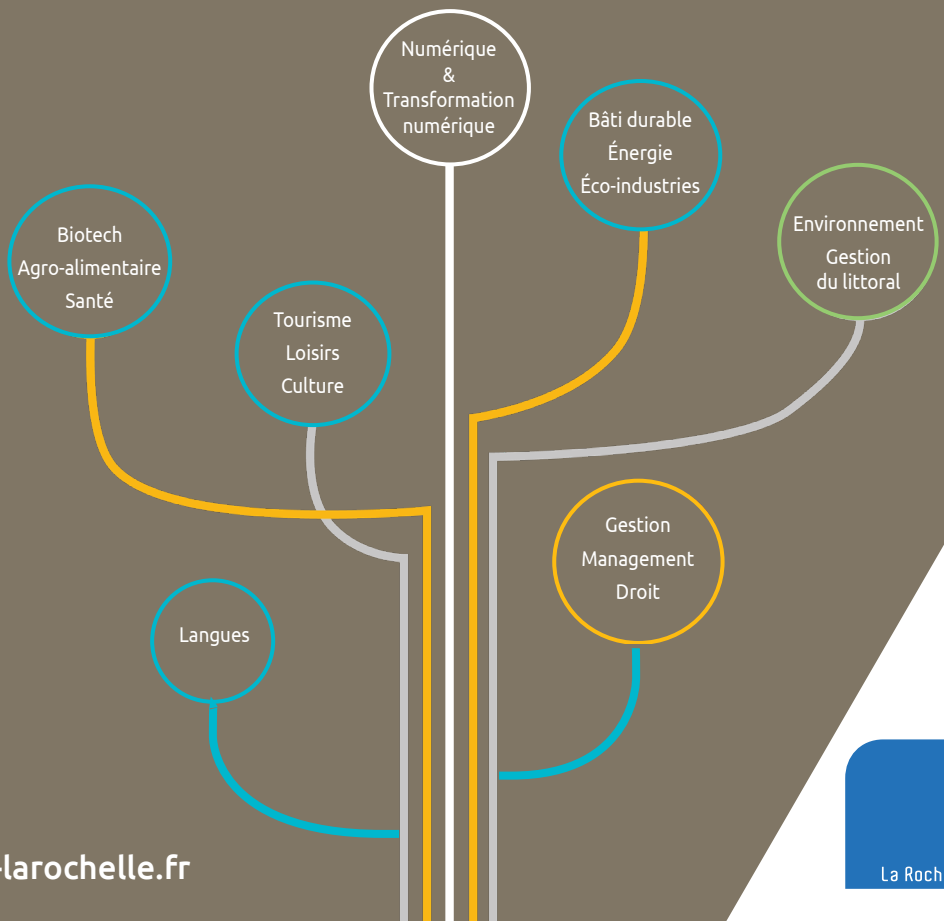 Numérique
&
Transformation
numérique
Bâti durable
Énergie
Éco-industries
Environnement
Gestion
du littoral
Biotech
Agro-alimentaire
Santé
Tourisme
Loisirs
Culture
Gestion
Management
Droit
Langues
-larochelle.fr
La Roch